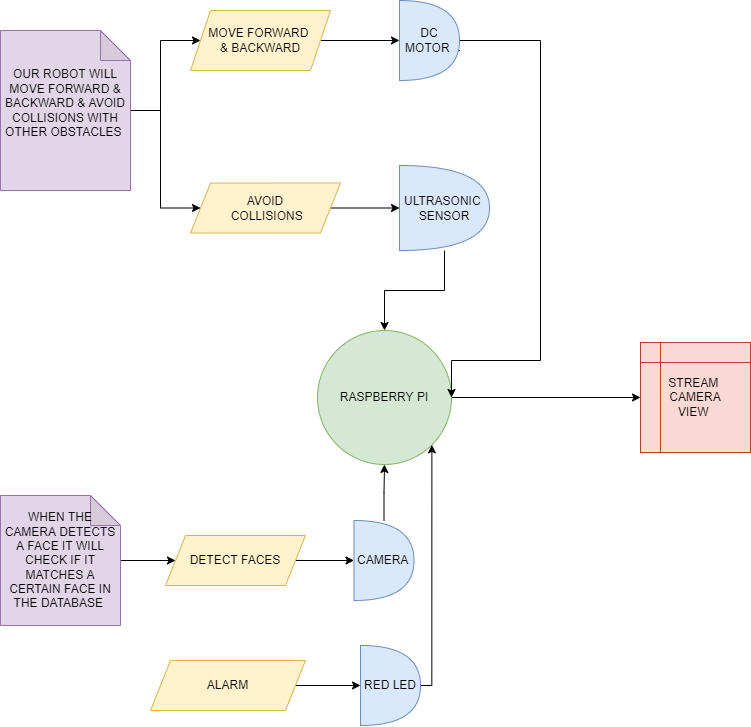 OUR ROBOT WILL
MOVE FORWARD &
BACKWARD & AVOID
COLLISIONS WITH
OTHER OBSTACLES
MOVE FORWARD
& BACKWARD
DC
MOTOR
AVOID
COLLISIONS
ULTRASONIC
SENSOR
RASPBERRY PI
STREAM
CAMERA
VIEW
WHEN THE
CAMERA DETECTS
A FACE IT WILL
CHECK IF IT
MATCHES A
CERTAIN FACE IN
THE DATABASE
DETECT FACES
CAMERA
ALARM
RED LED